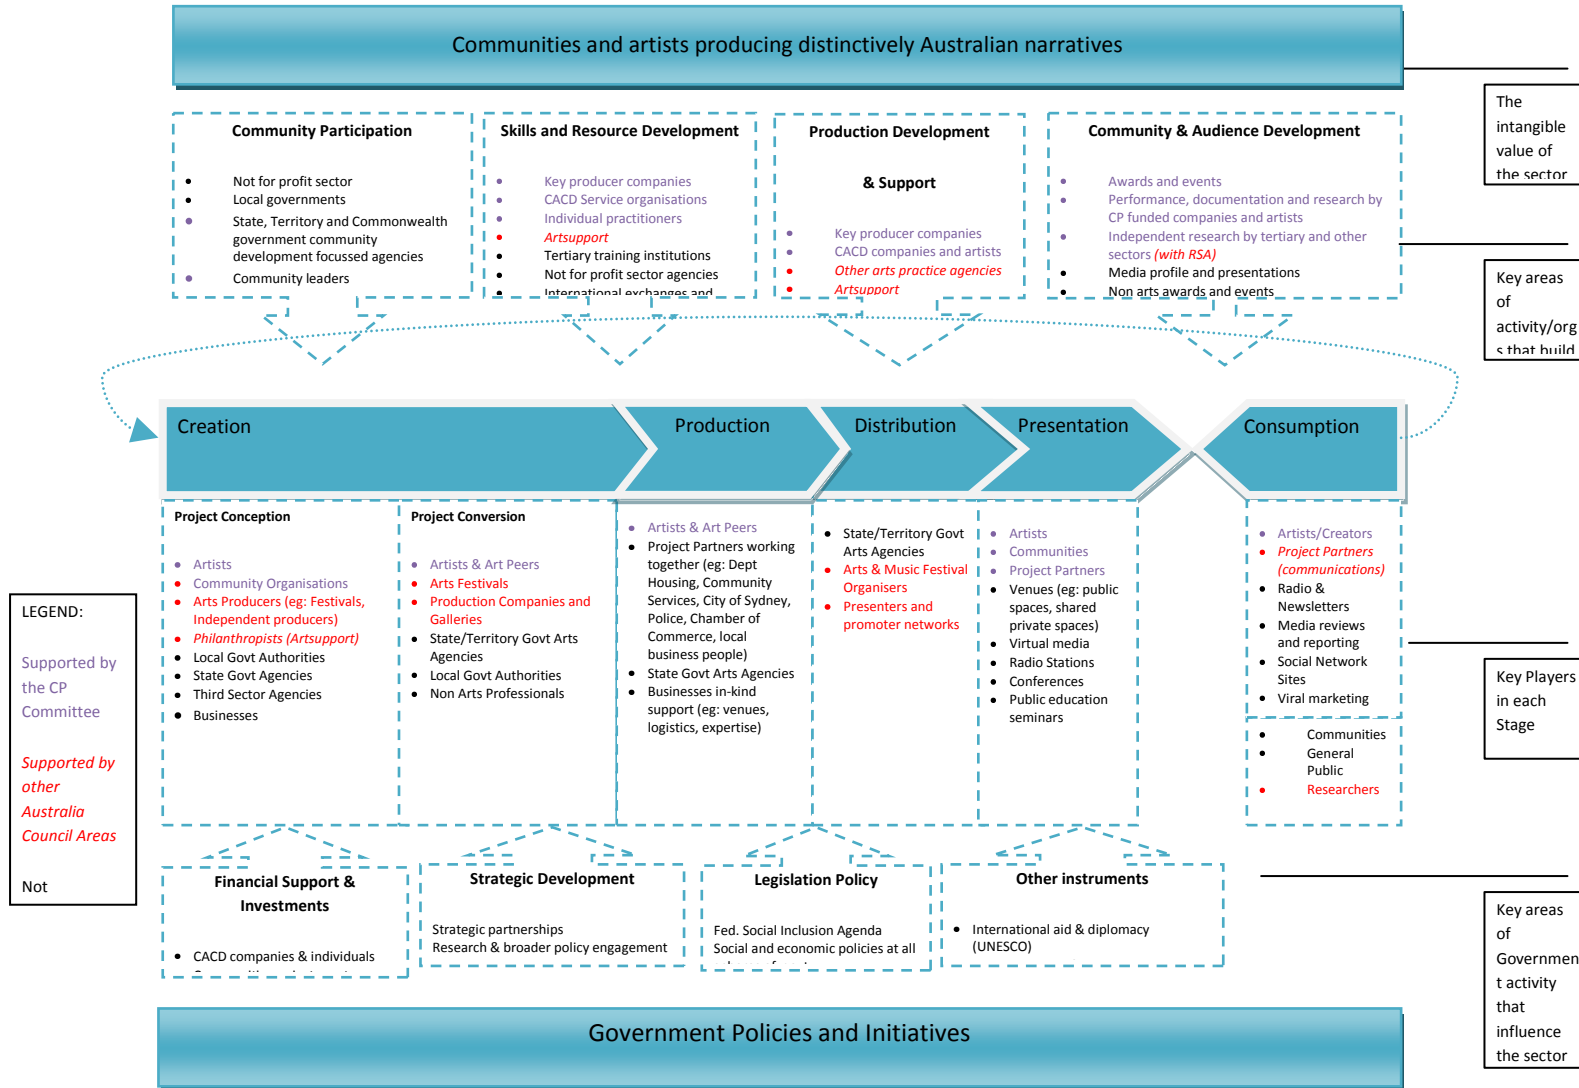 Communities and artists producing distinctively Australian narratives
The
intangible
value of
the sector
Community Participation
Not for profit sector
Local governments
State, Territory and Commonwealth
government community
development focussed agencies
Community leaders
Skills and Resource Development
Key producer companies
CACD Service organisations
Individual practitioners
Artsupport
Tertiary training institutions
Not for profit sector agencies
International exchanges and
Production Development
& Support
Key producer companies
CACD companies and artists
Other arts practice agencies
Artsupport
Community & Audience Development
Awards and events
Performance, documentation and research by
CP funded companies and artists
Independent research by tertiary and other
sectors (with RSA)
Media profile and presentations
Non arts awards and events
Key areas
of
activity/org
s that build
Creation
Production
Distribution
Presentation
Consumption
Project Conception
Artists
Community Organisations
Arts Producers (eg: Festivals,
Independent producers)
Philanthropists (Artsupport)
Local Govt Authorities
State Govt Agencies
Third Sector Agencies
Businesses
Project Conversion
Artists & Art Peers
Arts Festivals
Production Companies and
Galleries
State/Territory Govt Arts
Agencies
Local Govt Authorities
Non Arts Professionals
Artists & Art Peers
Project Partners working
together (eg: Dept
Housing, Community
Services, City of Sydney,
Police, Chamber of
Commerce, local
business people)
State Govt Arts Agencies
Businesses in-kind
support (eg: venues,
logistics, expertise)
State/Territory Govt
Arts Agencies
Arts & Music Festival
Organisers
Presenters and
promoter networks
Artists
Communities
Project Partners
Venues (eg: public
spaces, shared
private spaces)
Virtual media
Radio Stations
Conferences
Public education
seminars
Artists/Creators
Project Partners
(communications)
Radio &
Newsletters
Media reviews
and reporting
Social Network
Sites
Viral marketing
Communities
General
Public
Researchers
LEGEND:
Supported by
the CP
Committee
Supported by
other
Australia
Council Areas
Not
Key Players
in each
Stage
Financial Support &
Investments
CACD companies & individuals
Strategic Development
Strategic partnerships
Research & broader policy engagement
Legislation Policy
Fed. Social Inclusion Agenda
Social and economic policies at all
Other instruments
International aid & diplomacy
(UNESCO)
Key areas
of
Governmen
t activity
that
influence
the sector
Government Policies and Initiatives